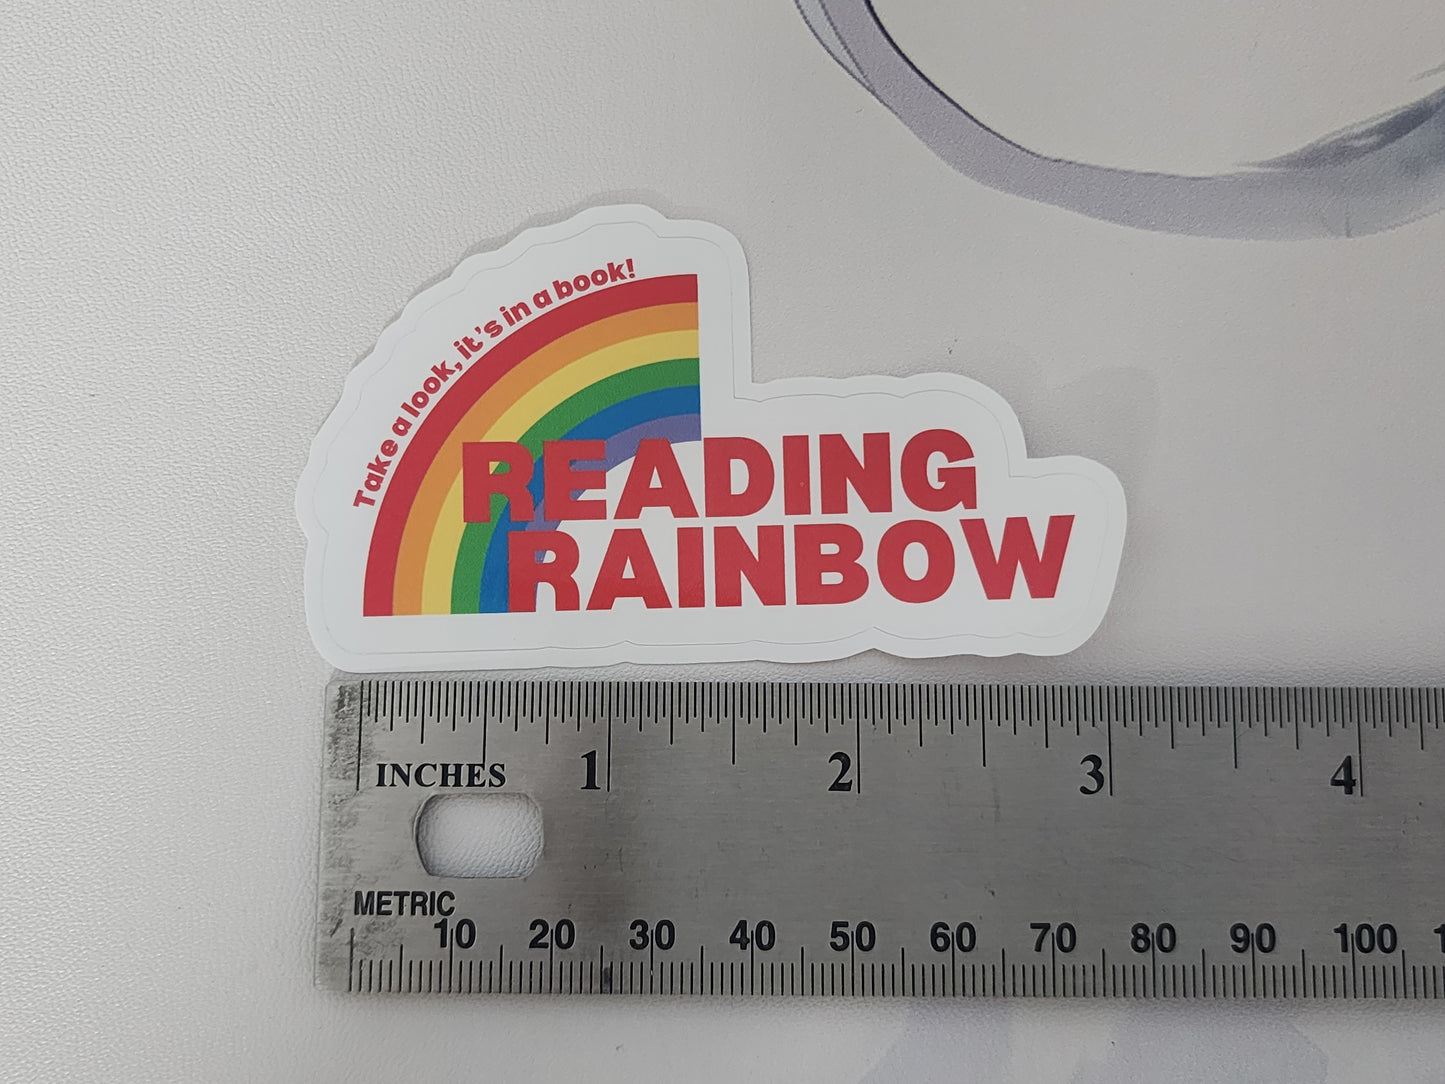 Take a look, it's in a book!
READING
RAINBOW
INCHES 1 2 3 4
METRIC
10 20 30 40 50 60 70 80 90 100